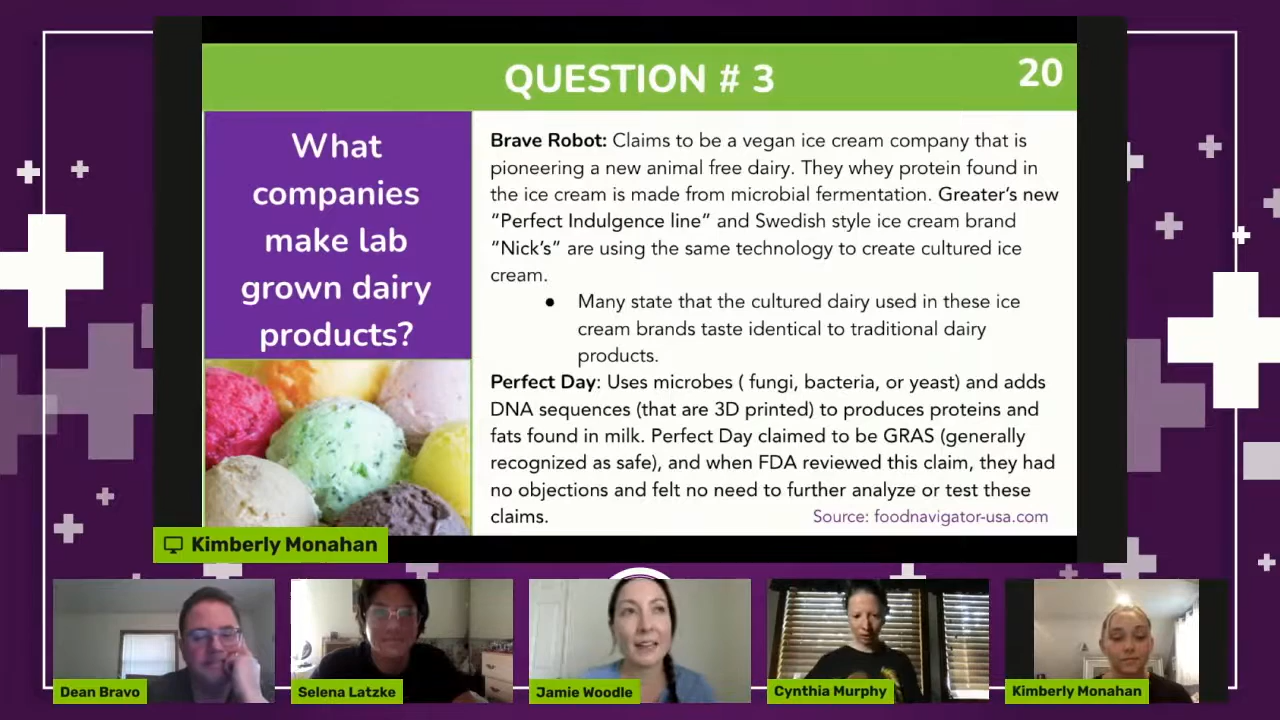 QUESTION # 3
20
What
companies
make lab
grown dairy
products?
Brave Robot: Claims to be a vegan ice cream company that is
pioneering a new animal free dairy. They whey protein found in
the ice cream is made from microbial fermentation. Greater's new
"Perfect Indulgence line" and Swedish style ice cream brand
"Nick's" are using the same technology to create cultured ice
cream.
● Many state that the cultured dairy used in these ice
cream brands taste identical to traditional dairy
products.
Perfect Day: Uses microbes ( fungi, bacteria, or yeast) and adds
DNA sequences (that are 3D printed) to produces proteins and
fats found in milk. Perfect Day claimed to be GRAS (generally
recognized as safe), and when FDA reviewed this claim, they had
no objections and felt no need to further analyze or test these
claims.
Source: foodnavigator-usa.com
Kimberly Monahan
Dean Bravo
Selena Latzke
Jamie Woodle
Cynthia Murphy
Kimberly Monahan